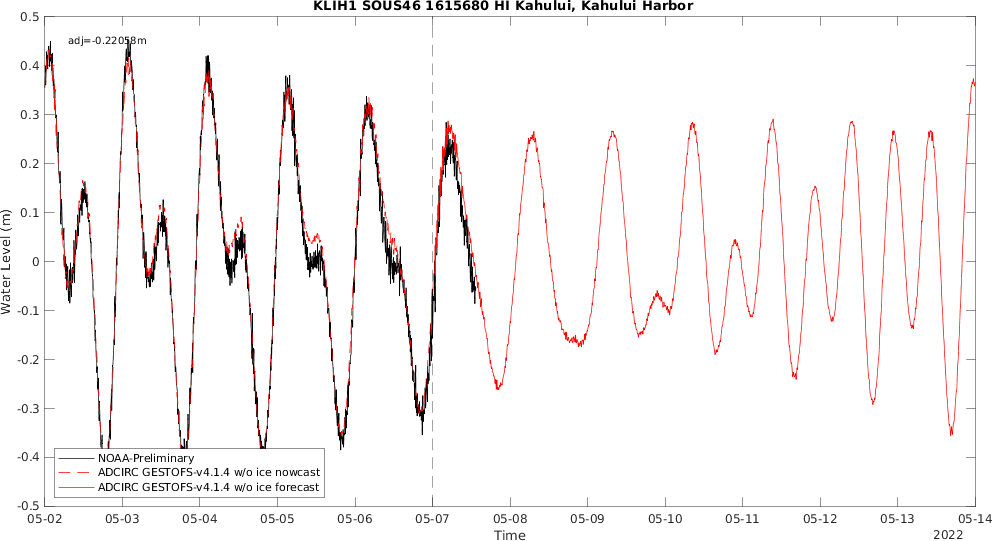 KLIH1 SOUS46 1615680 HI Kahului, Kahului Harbor
adj=-0.22058m
0.5
0.4
0.3
0.2
0.1
0
-0.1
-0.2
-0.3
-0.4
-0.5
Water Level (m)
NOAA-Preliminary
ADCIRC GESTOFS-v4.1.4 w/o ice nowcast
ADCIRC GESTOFS-v4.1.4 w/o ice forecast
05-02 05-03 05-04 05-05 05-06 05-07 05-08 05-09 05-10 05-11 05-12 05-13 05-14
Time
2022